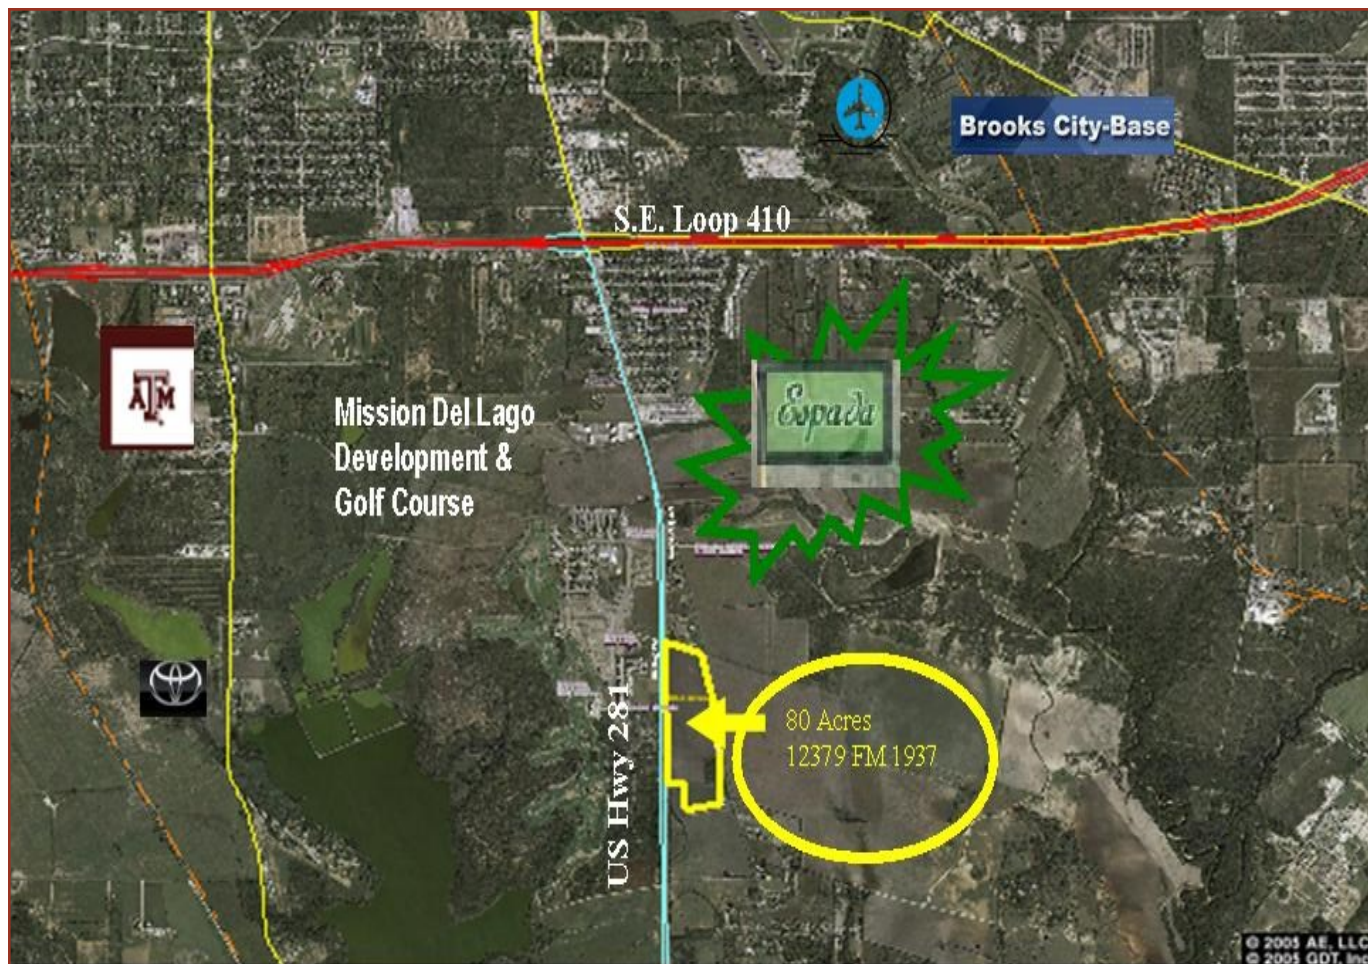 Brooks City-Base
S.E. Loop 410
ATM
Mission Del Lago
Development &
Golf Course
Espada
US Hwy 281
80 Acres
12379 FM 1937
© 2005 AE, LLC
© 2005 GDT, Inc